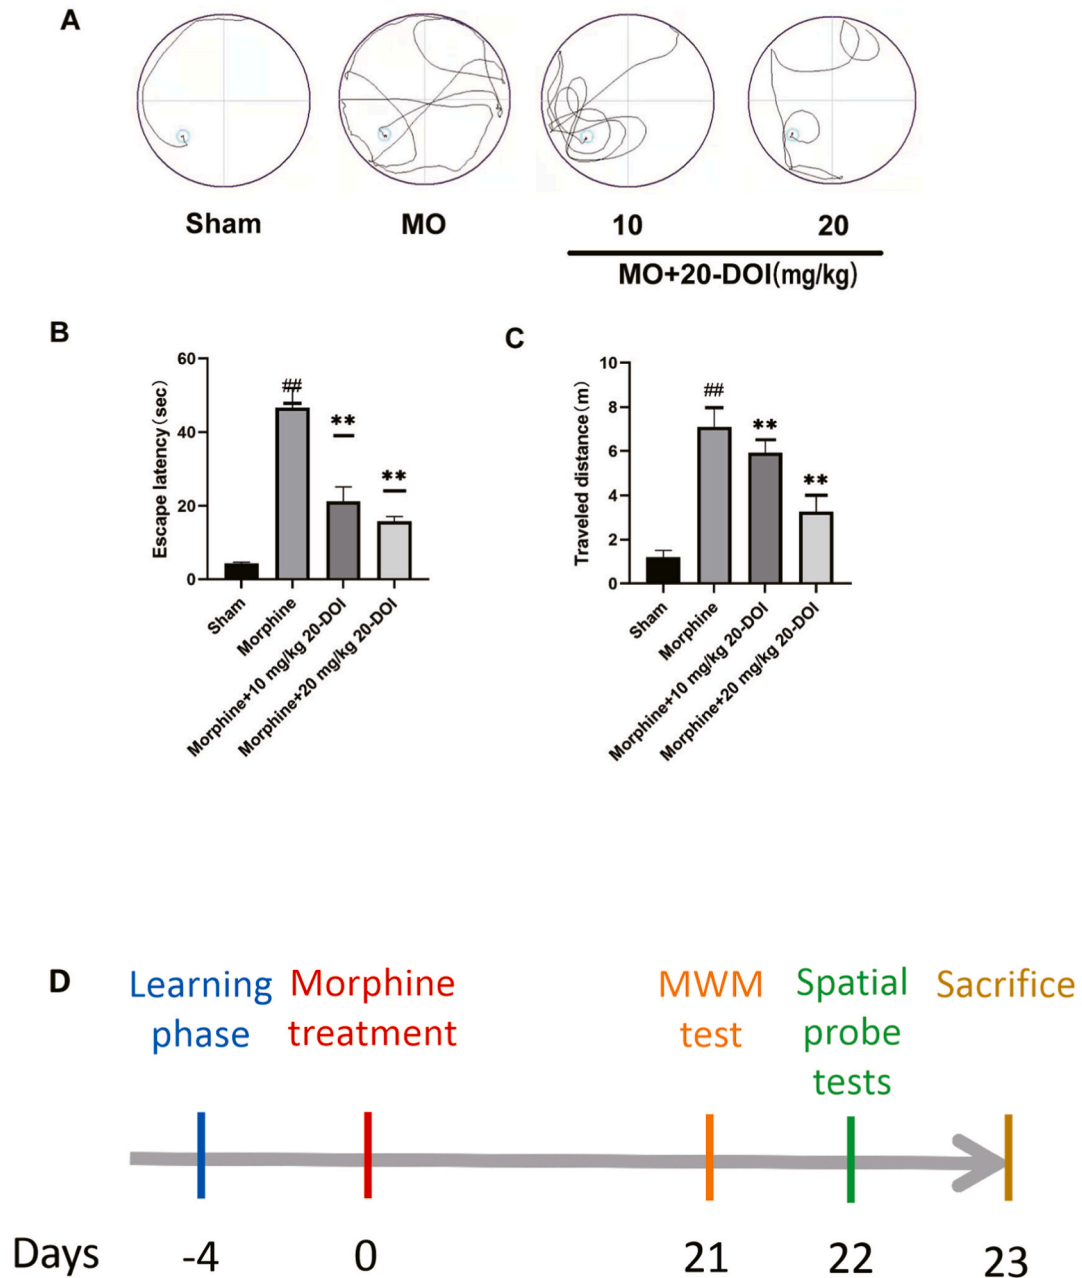 A
Sham
MO
10
20
MO+20-DOI(mg/kg)
B
Escape latency(sec)
60
40
20
0
##
**
**
Sham
Morphine
Morphine+10 mg/kg 20-DOI
Morphine+20 mg/kg 20-DOI
C
Traveled distance(m)
10
8
6
4
2
0
##
**
**
Sham
Morphine
Morphine+10 mg/kg 20-DOI
Morphine+20 mg/kg 20-DOI
D
Learning
phase
Morphine
treatment
MWM
test
Spatial
probe
tests
Sacrifice
Days
-4
0
21
22
23